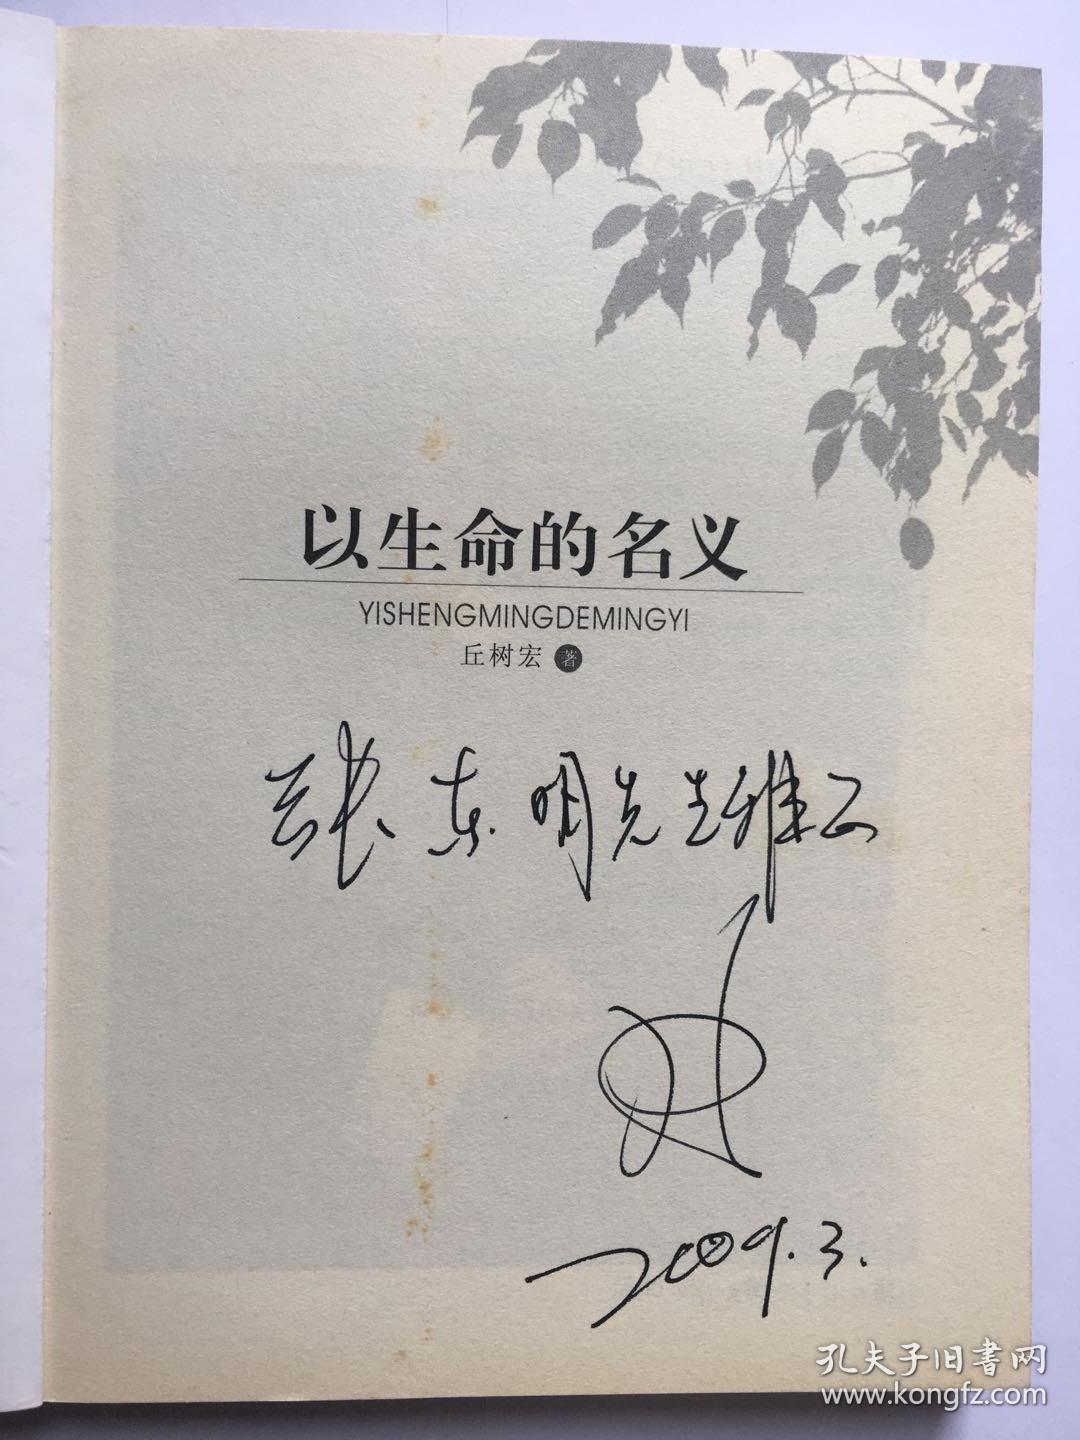 以生命的名义
YISHENGMINGDEMINGYI
丘树宏 著
张东明先生雅正
2009.3.
孔夫子旧書网
www.kongfz.com